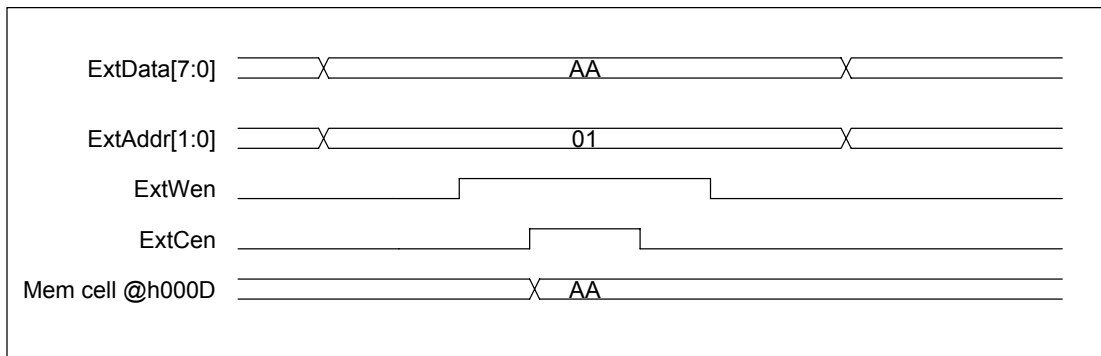 ExtData[7:0] AA
ExtAddr[1:0] 01
ExtWen
ExtCen
Mem cell @h000D AA